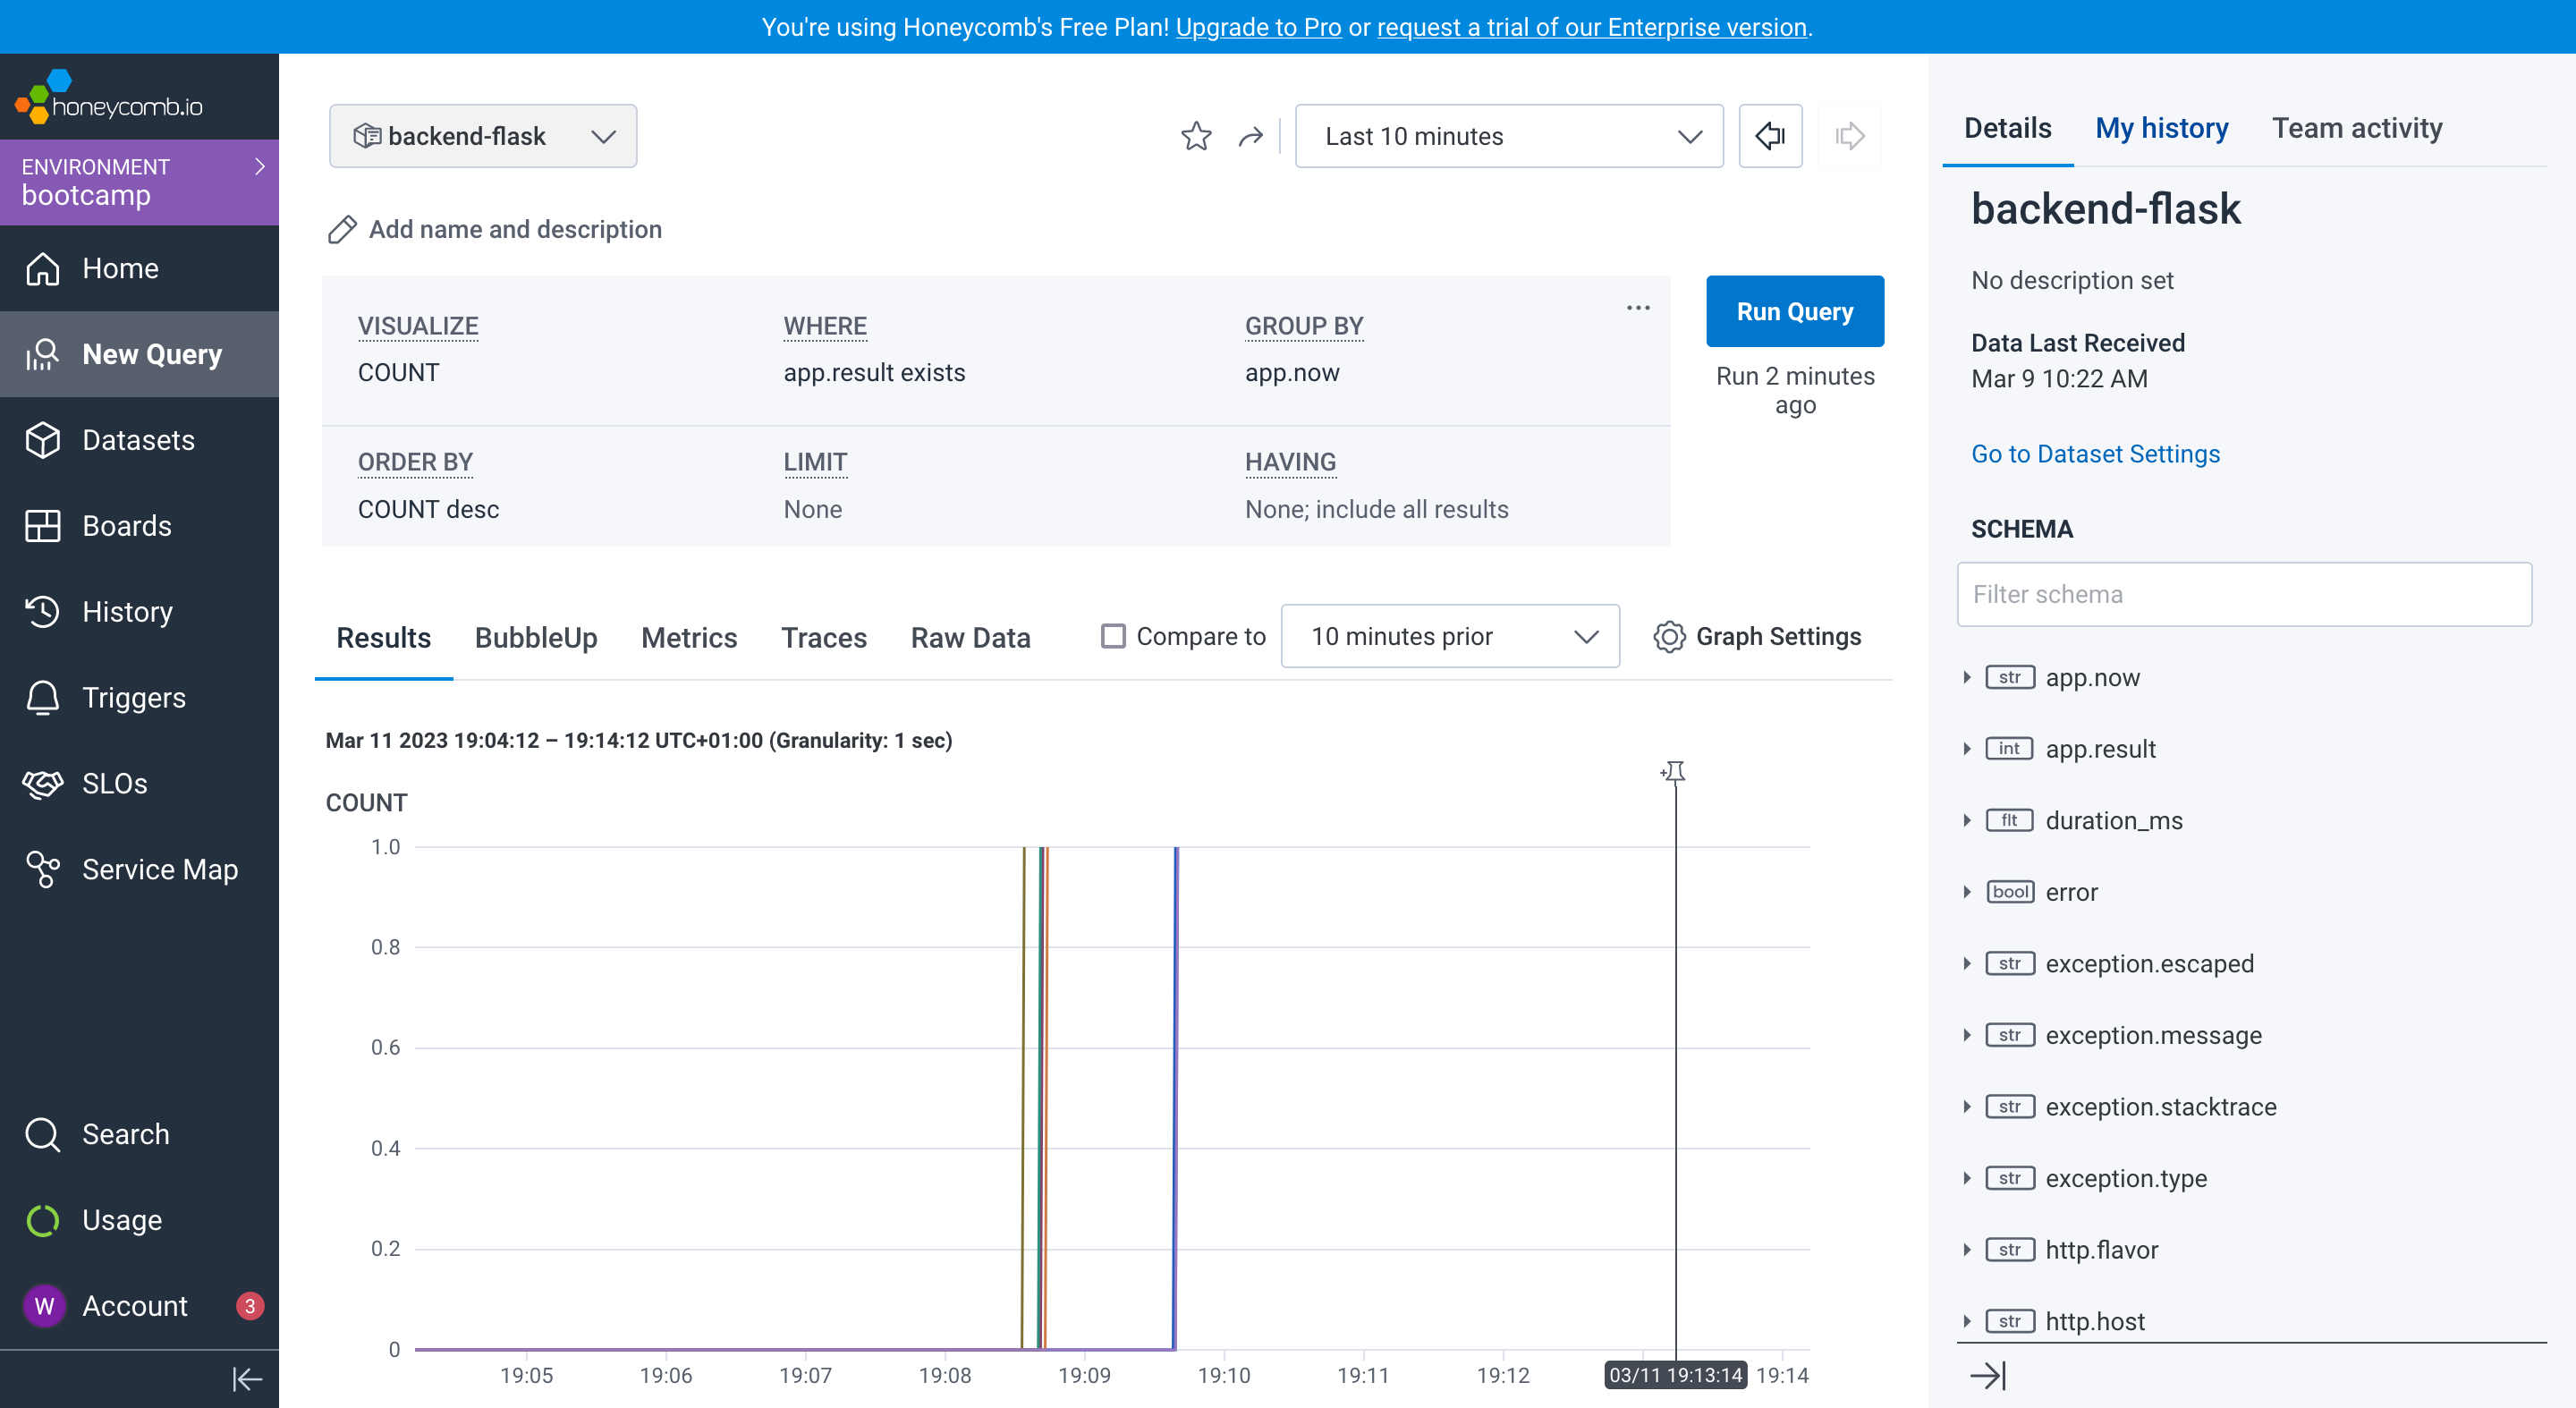 You're using Honeycomb's Free Plan! Upgrade to Pro or request a trial of our Enterprise version.
honeycomb.io
ENVIRONMENT
bootcamp
Home
New Query
Datasets
Boards
History
Triggers
SLOs
Service Map
Search
Usage
W Account 3
backend-flask
Last 10 minutes
Add name and description
VISUALIZE WHERE GROUP BY
COUNT app.result exists app.now
ORDER BY LIMIT HAVING
COUNT desc None None; include all results
Run Query
Run 2 minutes
ago
Results BubbleUp Metrics Traces Raw Data Compare to 10 minutes prior Graph Settings
Mar 11 2023 19:04:12 – 19:14:12 UTC+01:00 (Granularity: 1 sec)
COUNT
1.0
0.8
0.6
0.4
0.2
0
19:05 19:06 19:07 19:08 19:09 19:10 19:11 19:12 03/11 19:13:14 19:14
Details My history Team activity
backend-flask
No description set
Data Last Received
Mar 9 10:22 AM
Go to Dataset Settings
SCHEMA
Filter schema
str app.now
int app.result
flt duration_ms
bool error
str exception.escaped
str exception.message
str exception.stacktrace
str exception.type
str http.flavor
str http.host